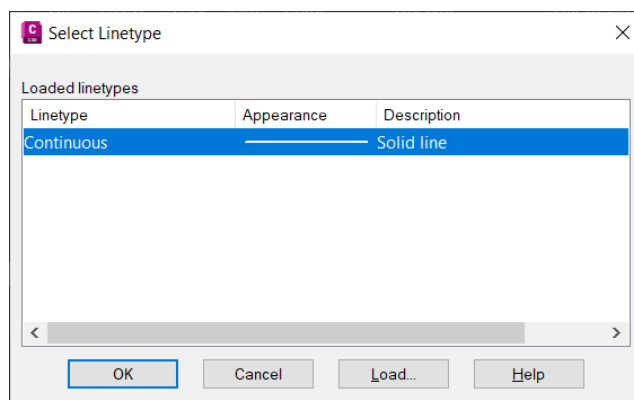 Select Linetype
Loaded linetypes
Linetype Appearance Description
Continuous Solid line
OK Cancel Load... Help